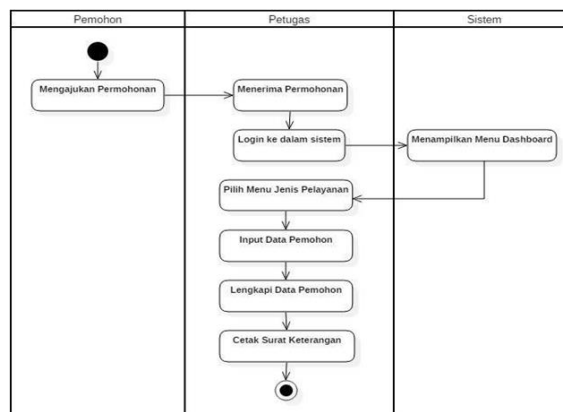 Pemohon
Petugas
Sistem
Mengajukan Permohonan
Menerima Permohonan
Login ke dalam sistem
Menampilkan Menu Dashboard
Pilih Menu Jenis Pelayanan
Input Data Pemohon
Lengkapi Data Pemohon
Cetak Surat Keterangan